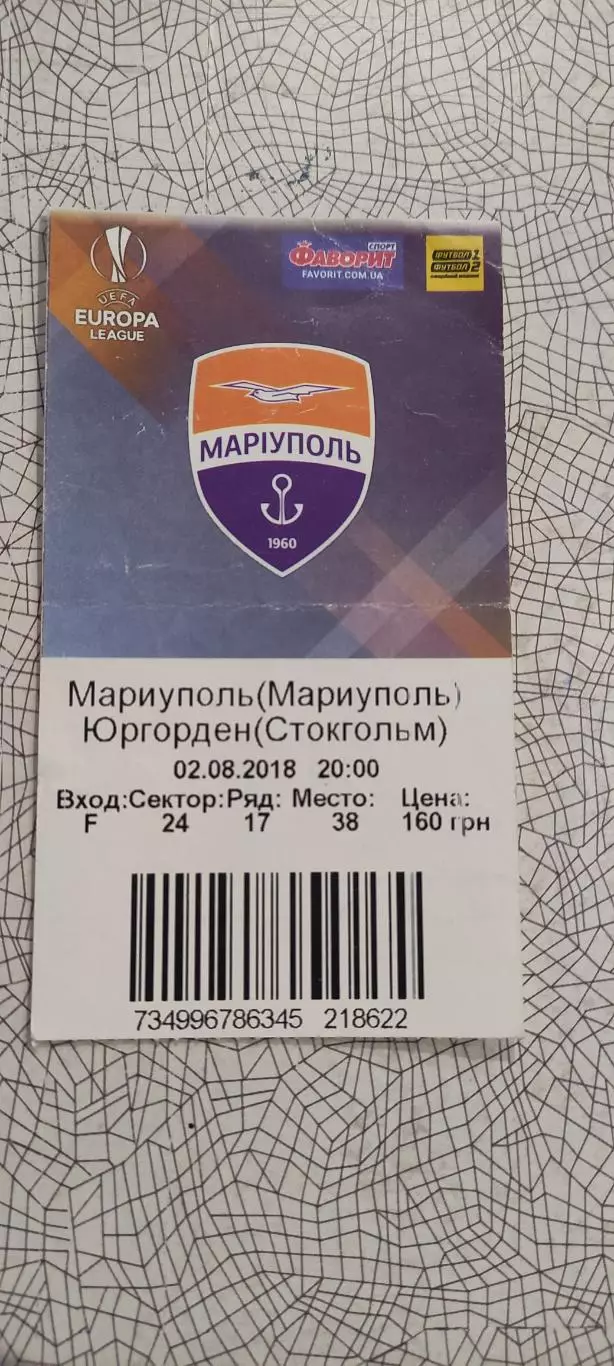 СПОРТ
ФАВОРИТ
FAVORIT.COM.UA
ФУТБОЛ 1
ФУТБОЛ 2
UEFA
EUROPA
LEAGUE
МАРІУПОЛЬ
1960
Мариуполь(Мариуполь)
Юргорден(Стокгольм)
02.08.2018 20:00
Вход: Сектор: Ряд: Место: Цена:
F 24 17 38 160 грн
734996786345 218622